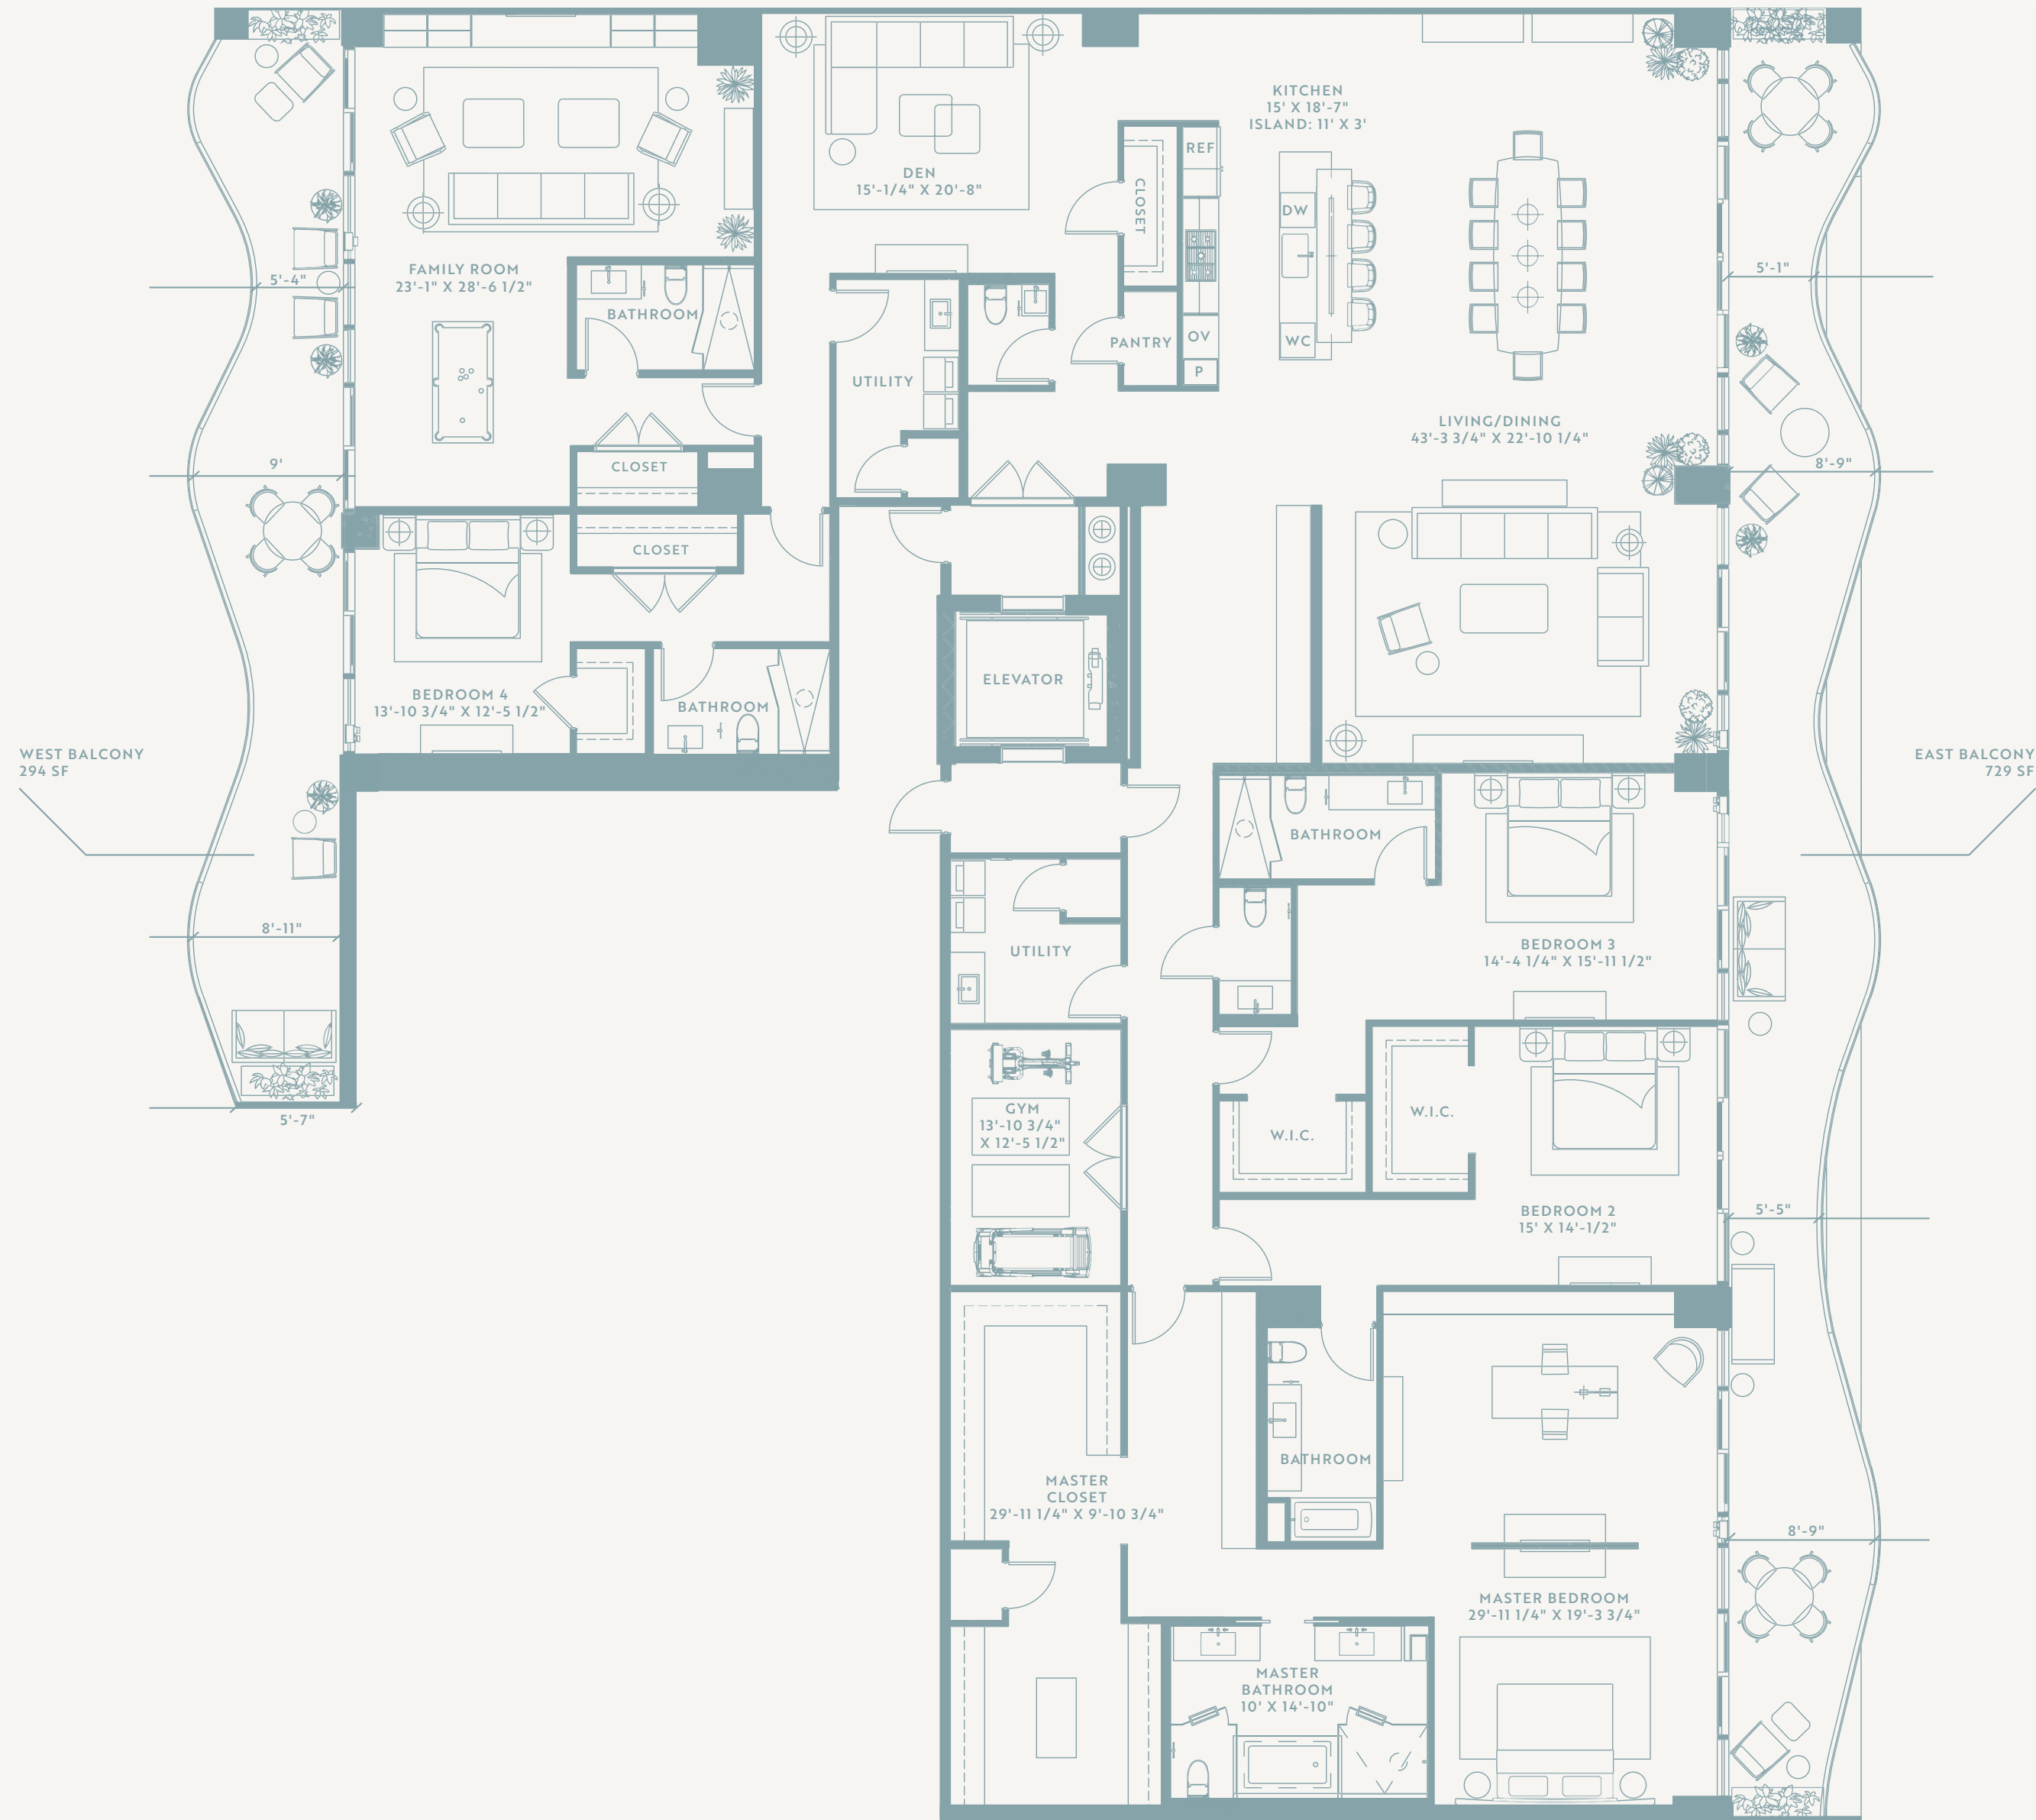 KITCHEN
15' X 18'-7"
ISLAND: 11' X 3'
REF
DEN
15'-1/4" X 20'-8"
CLOSET
DW
FAMILY ROOM
23'-1" X 28'-6 1/2"
5'-4"
5'-1"
BATHROOM
PANTRY
OV
WC
P
UTILITY
LIVING/DINING
43'-3 3/4" X 22'-10 1/4"
9'
CLOSET
8'-9"
CLOSET
ELEVATOR
BEDROOM 4
13'-10 3/4" X 12'-5 1/2"
BATHROOM
WEST BALCONY
294 SF
EAST BALCONY
729 SF
BATHROOM
8'-11"
UTILITY
BEDROOM 3
14'-4 1/4" X 15'-11 1/2"
5'-7"
GYM
13'-10 3/4"
X 12'-5 1/2"
W.I.C.
W.I.C.
BEDROOM 2
15' X 14'-1/2"
5'-5"
BATHROOM
MASTER
CLOSET
29'-11 1/4" X 9'-10 3/4"
8'-9"
MASTER BEDROOM
29'-11 1/4" X 19'-3 3/4"
MASTER
BATHROOM
10' X 14'-10"